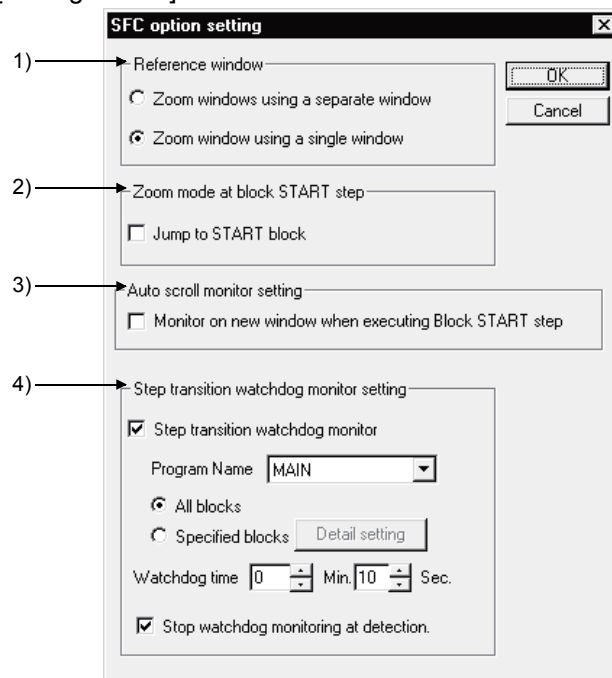 SFC option setting
1)
Reference window
OK
Zoom windows using a separate window
Cancel
Zoom window using a single window
2)
Zoom mode at block START step
Jump to START block
3)
Auto scroll monitor setting
Monitor on new window when executing Block START step
4)
Step transition watchdog monitor setting
Step transition watchdog monitor
Program Name MAIN
All blocks
Specified blocks Detail setting
Watchdog time 0 Min. 10 Sec.
Stop watchdog monitoring at detection.